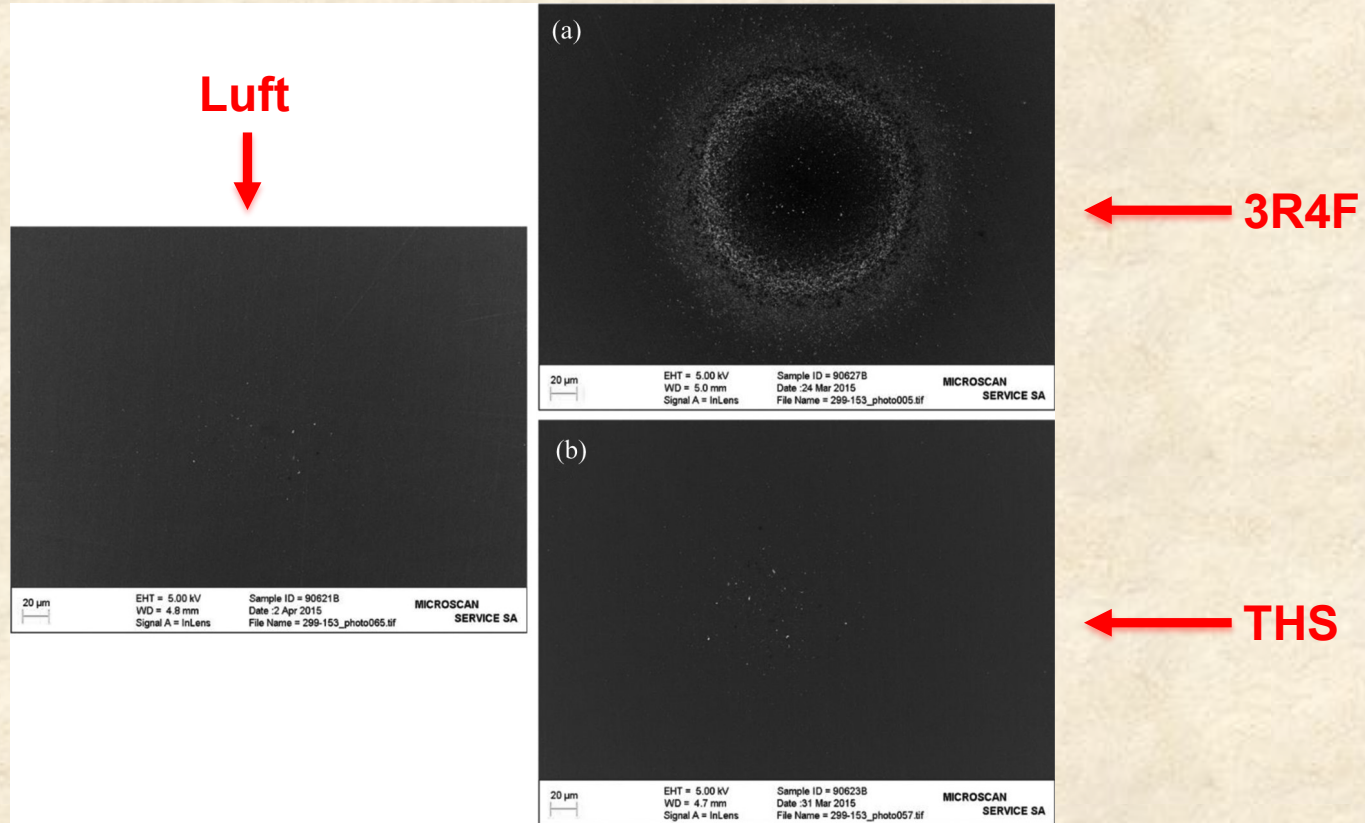 Luft
20 µm
EHT = 5.00 kV
WD = 4.8 mm
Signal A = InLens
Sample ID = 90621B
Date :2 Apr 2015
File Name = 299-153_photo065.tif
MICROSCAN
SERVICE SA
(a)
20 µm
EHT = 5.00 kV
WD = 5.0 mm
Signal A = InLens
Sample ID = 90627B
Date :24 Mar 2015
File Name = 299-153_photo005.tif
MICROSCAN
SERVICE SA
3R4F
(b)
20 µm
EHT = 5.00 kV
WD = 4.7 mm
Signal A = InLens
Sample ID = 90623B
Date :31 Mar 2015
File Name = 299-153_photo057.tif
MICROSCAN
SERVICE SA
THS